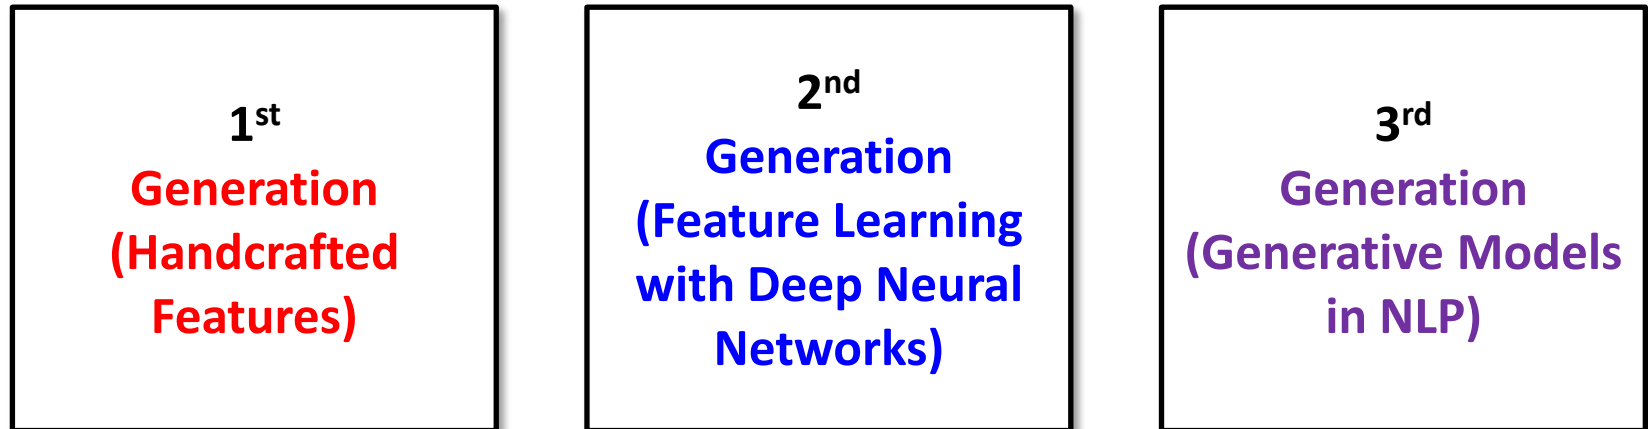 1st
Generation
(Handcrafted
Features)
2nd
Generation
(Feature Learning
with Deep Neural
Networks)
3rd
Generation
(Generative Models
in NLP)